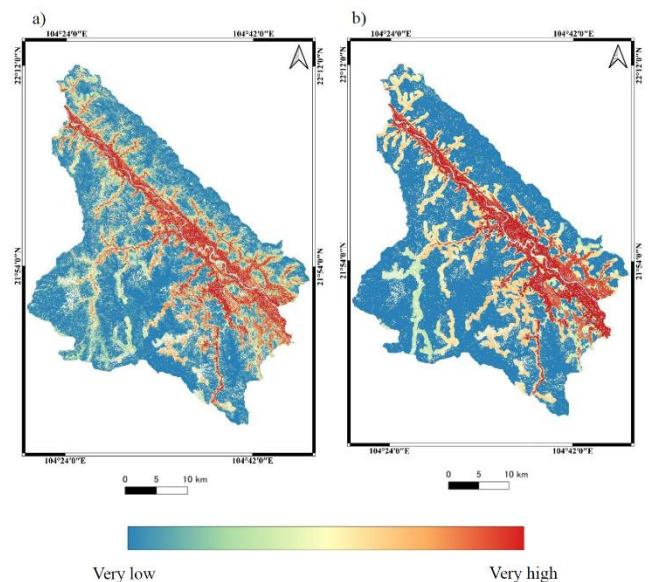 a)
b)
104°24′0″E 104°42′0″E
104°24′0″E 104°42′0″E
22°12′0″N
22°12′0″N
22°12′0″N
22°12′0″N
21°54′0″N
21°54′0″N
21°54′0″N
21°54′0″N
104°24′0″E 104°42′0″E
104°24′0″E 104°42′0″E
0 5 10 km
0 5 10 km
Very low Very high